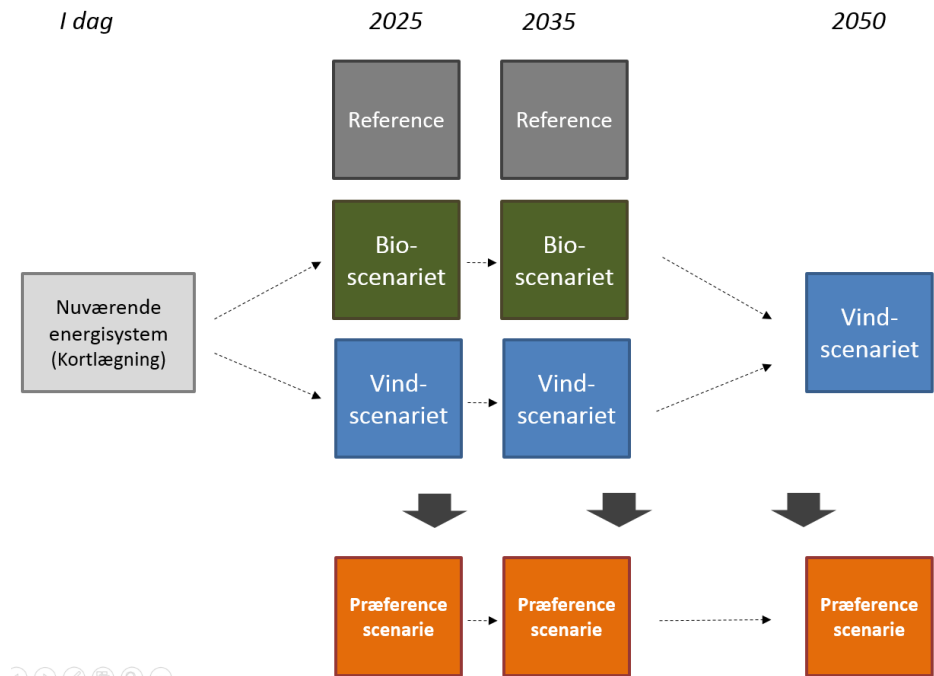 I dag
2025
2035
2050
Reference
Reference
Bio-
scenariet
Bio-
scenariet
Nuværende
energisystem
(Kortlægning)
Vind-
scenariet
Vind-
scenariet
Vind-
scenariet
Præference
scenarie
Præference
scenarie
Præference
scenarie